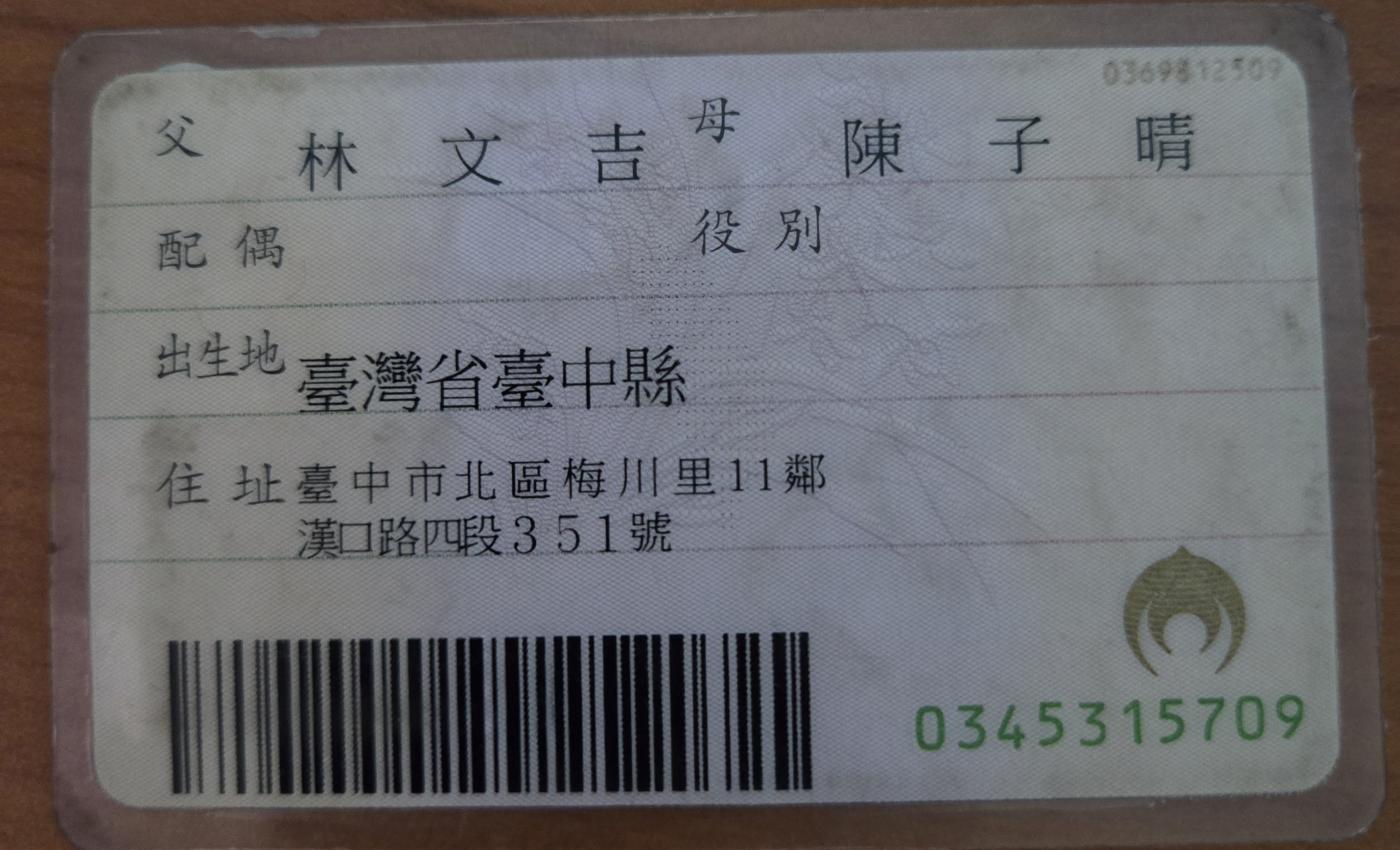 0369812509
父 林文吉 母 陳子晴
配偶 役別
出生地 臺灣省臺中縣
住址 臺中市北區梅川里11鄰
漢口路四段351號
0345315709